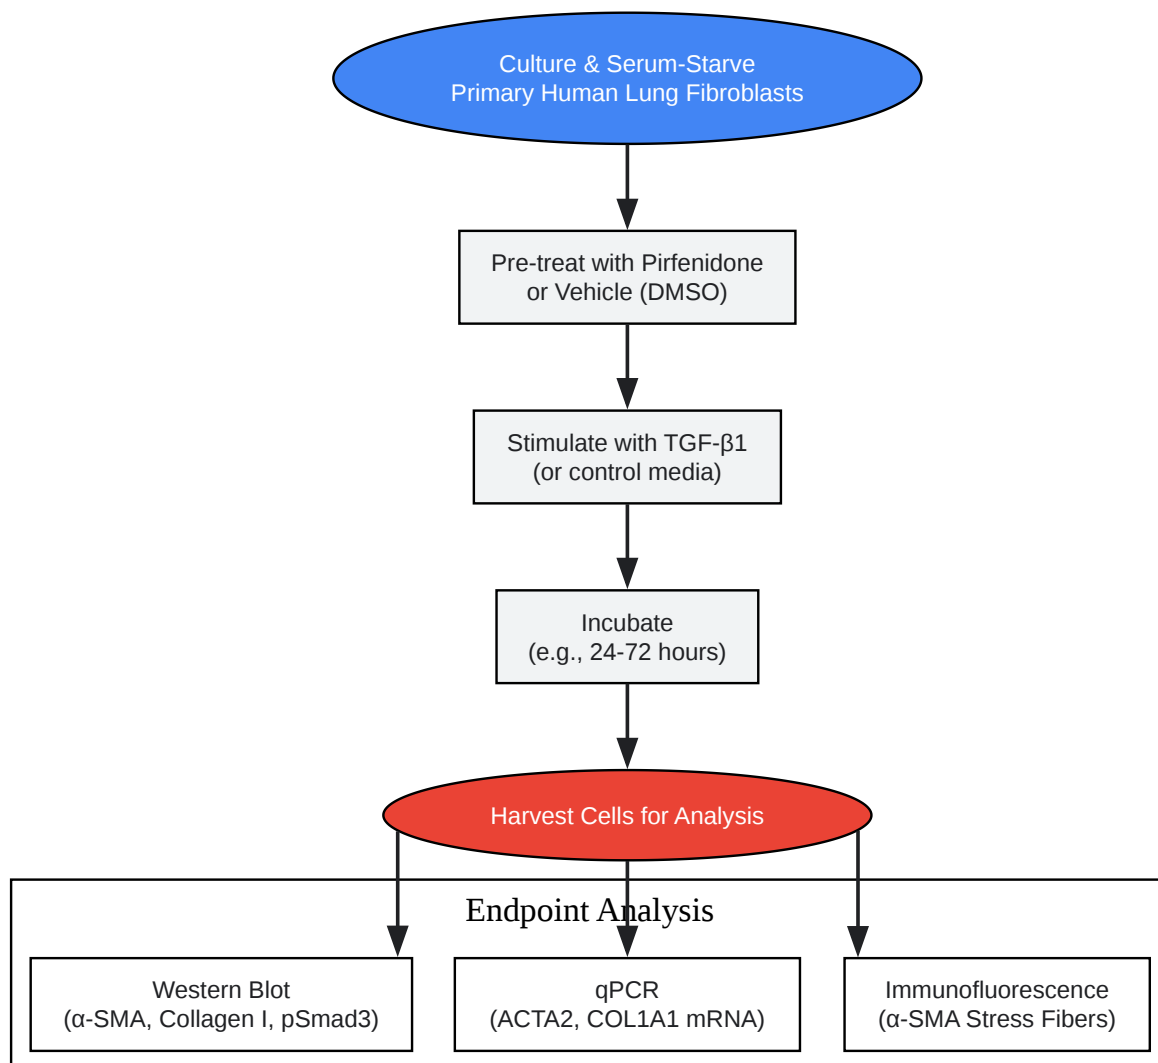 Culture & Serum-Starve
Primary Human Lung Fibroblasts
Pre-treat with Pirfenidone
or Vehicle (DMSO)
Stimulate with TGF-β1
(or control media)
Incubate
(e.g., 24-72 hours)
Harvest Cells for Analysis
Endpoint Analysis
Western Blot
(α-SMA, Collagen I, pSmad3)
qPCR
(ACTA2, COL1A1 mRNA)
Immunofluorescence
(α-SMA Stress Fibers)